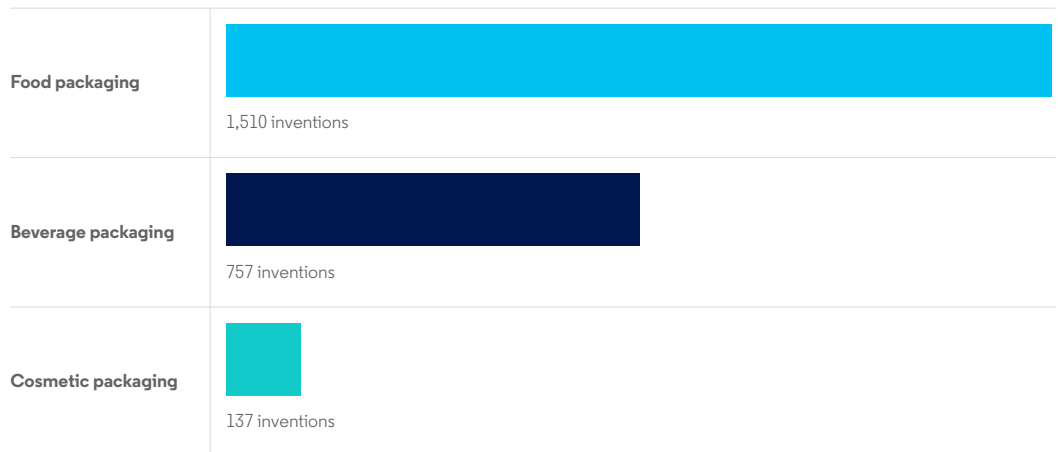 Food packaging
1,510 inventions
Beverage packaging
757 inventions
Cosmetic packaging
137 inventions